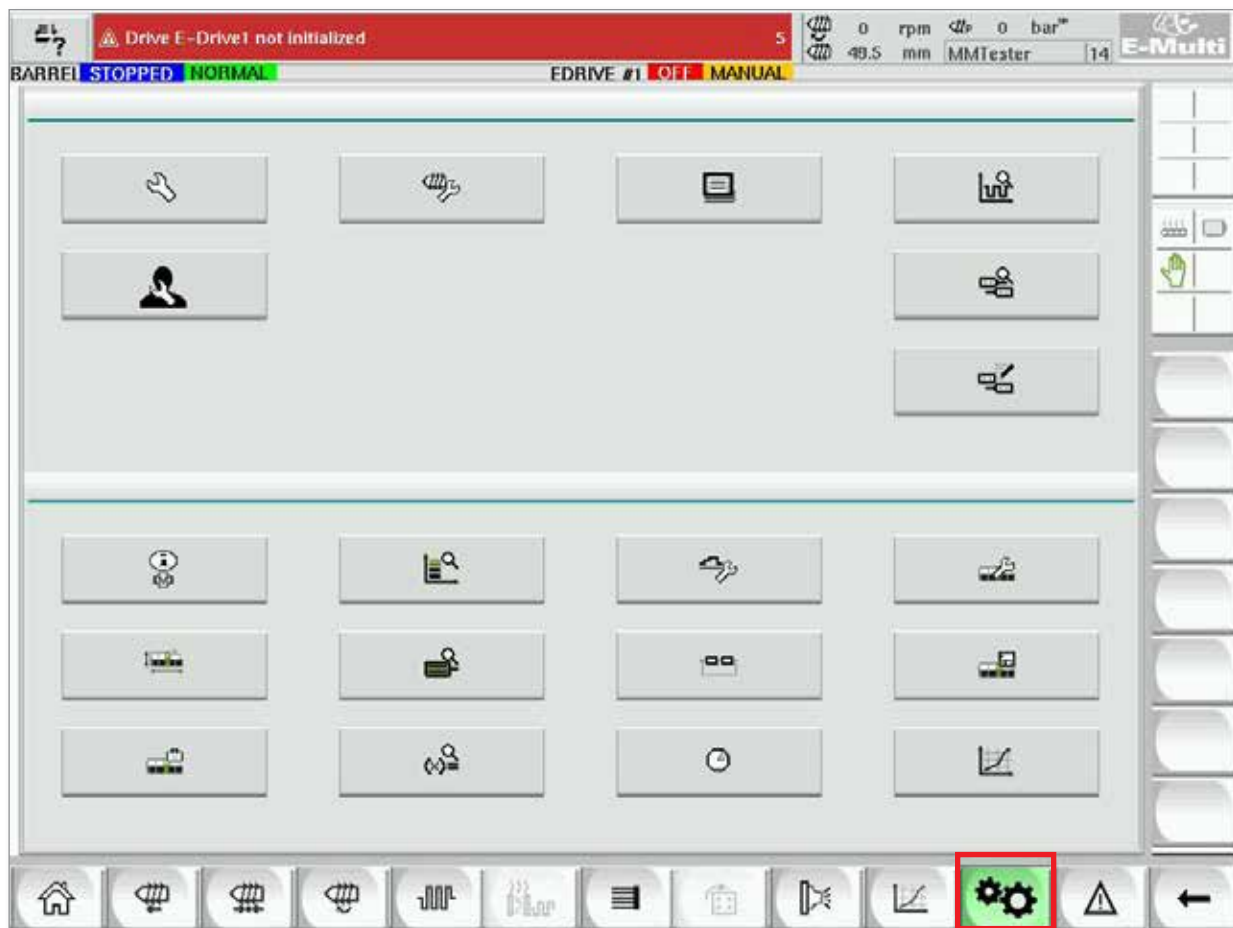 ? Drive E-Drive1 not initialized 5 0 rpm 0 bar E-Multi
49.5 mm MMTester 14
BARREL STOPPED NORMAL EDRIVE #1 OFF MANUAL